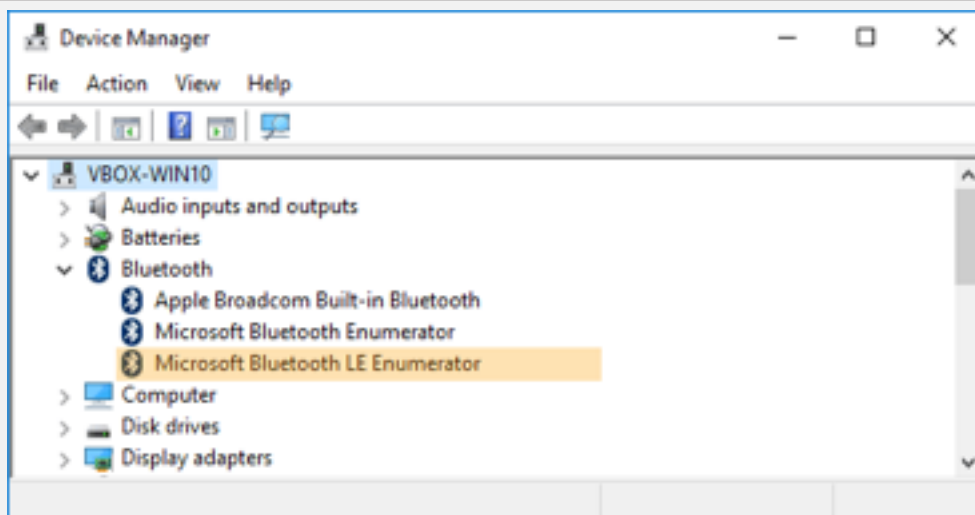 Device Manager
File Action View Help
VBOX-WIN10
Audio inputs and outputs
Batteries
Bluetooth
Apple Broadcom Built-in Bluetooth
Microsoft Bluetooth Enumerator
Microsoft Bluetooth LE Enumerator
Computer
Disk drives
Display adapters